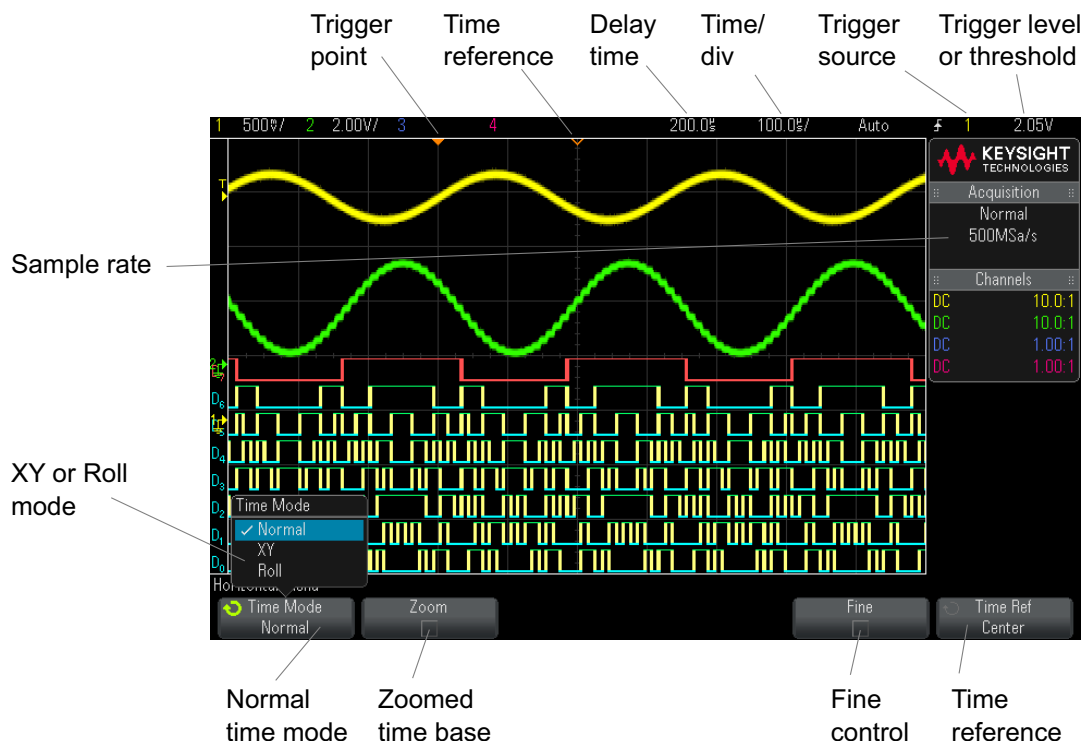 Trigger point
Time reference
Delay time
Time/ div
Trigger source
Trigger level or threshold
1 500㎷/ 2 2.00V/ 3 4 200.0㎲ 100.0㎲/ Auto 1 2.05V
T
KEYSIGHT
TECHNOLOGIES
Acquisition
Normal
500MSa/s
Channels
DC 10.0:1
DC 10.0:1
DC 1.00:1
DC 1.00:1
Sample rate
D6
D4
D3
D2
D1
D0
XY or Roll mode
Time Mode
✓ Normal
XY
Roll
Time Mode
Normal
Zoom
Fine
Time Ref
Center
Normal time mode
Zoomed time base
Fine control
Time reference